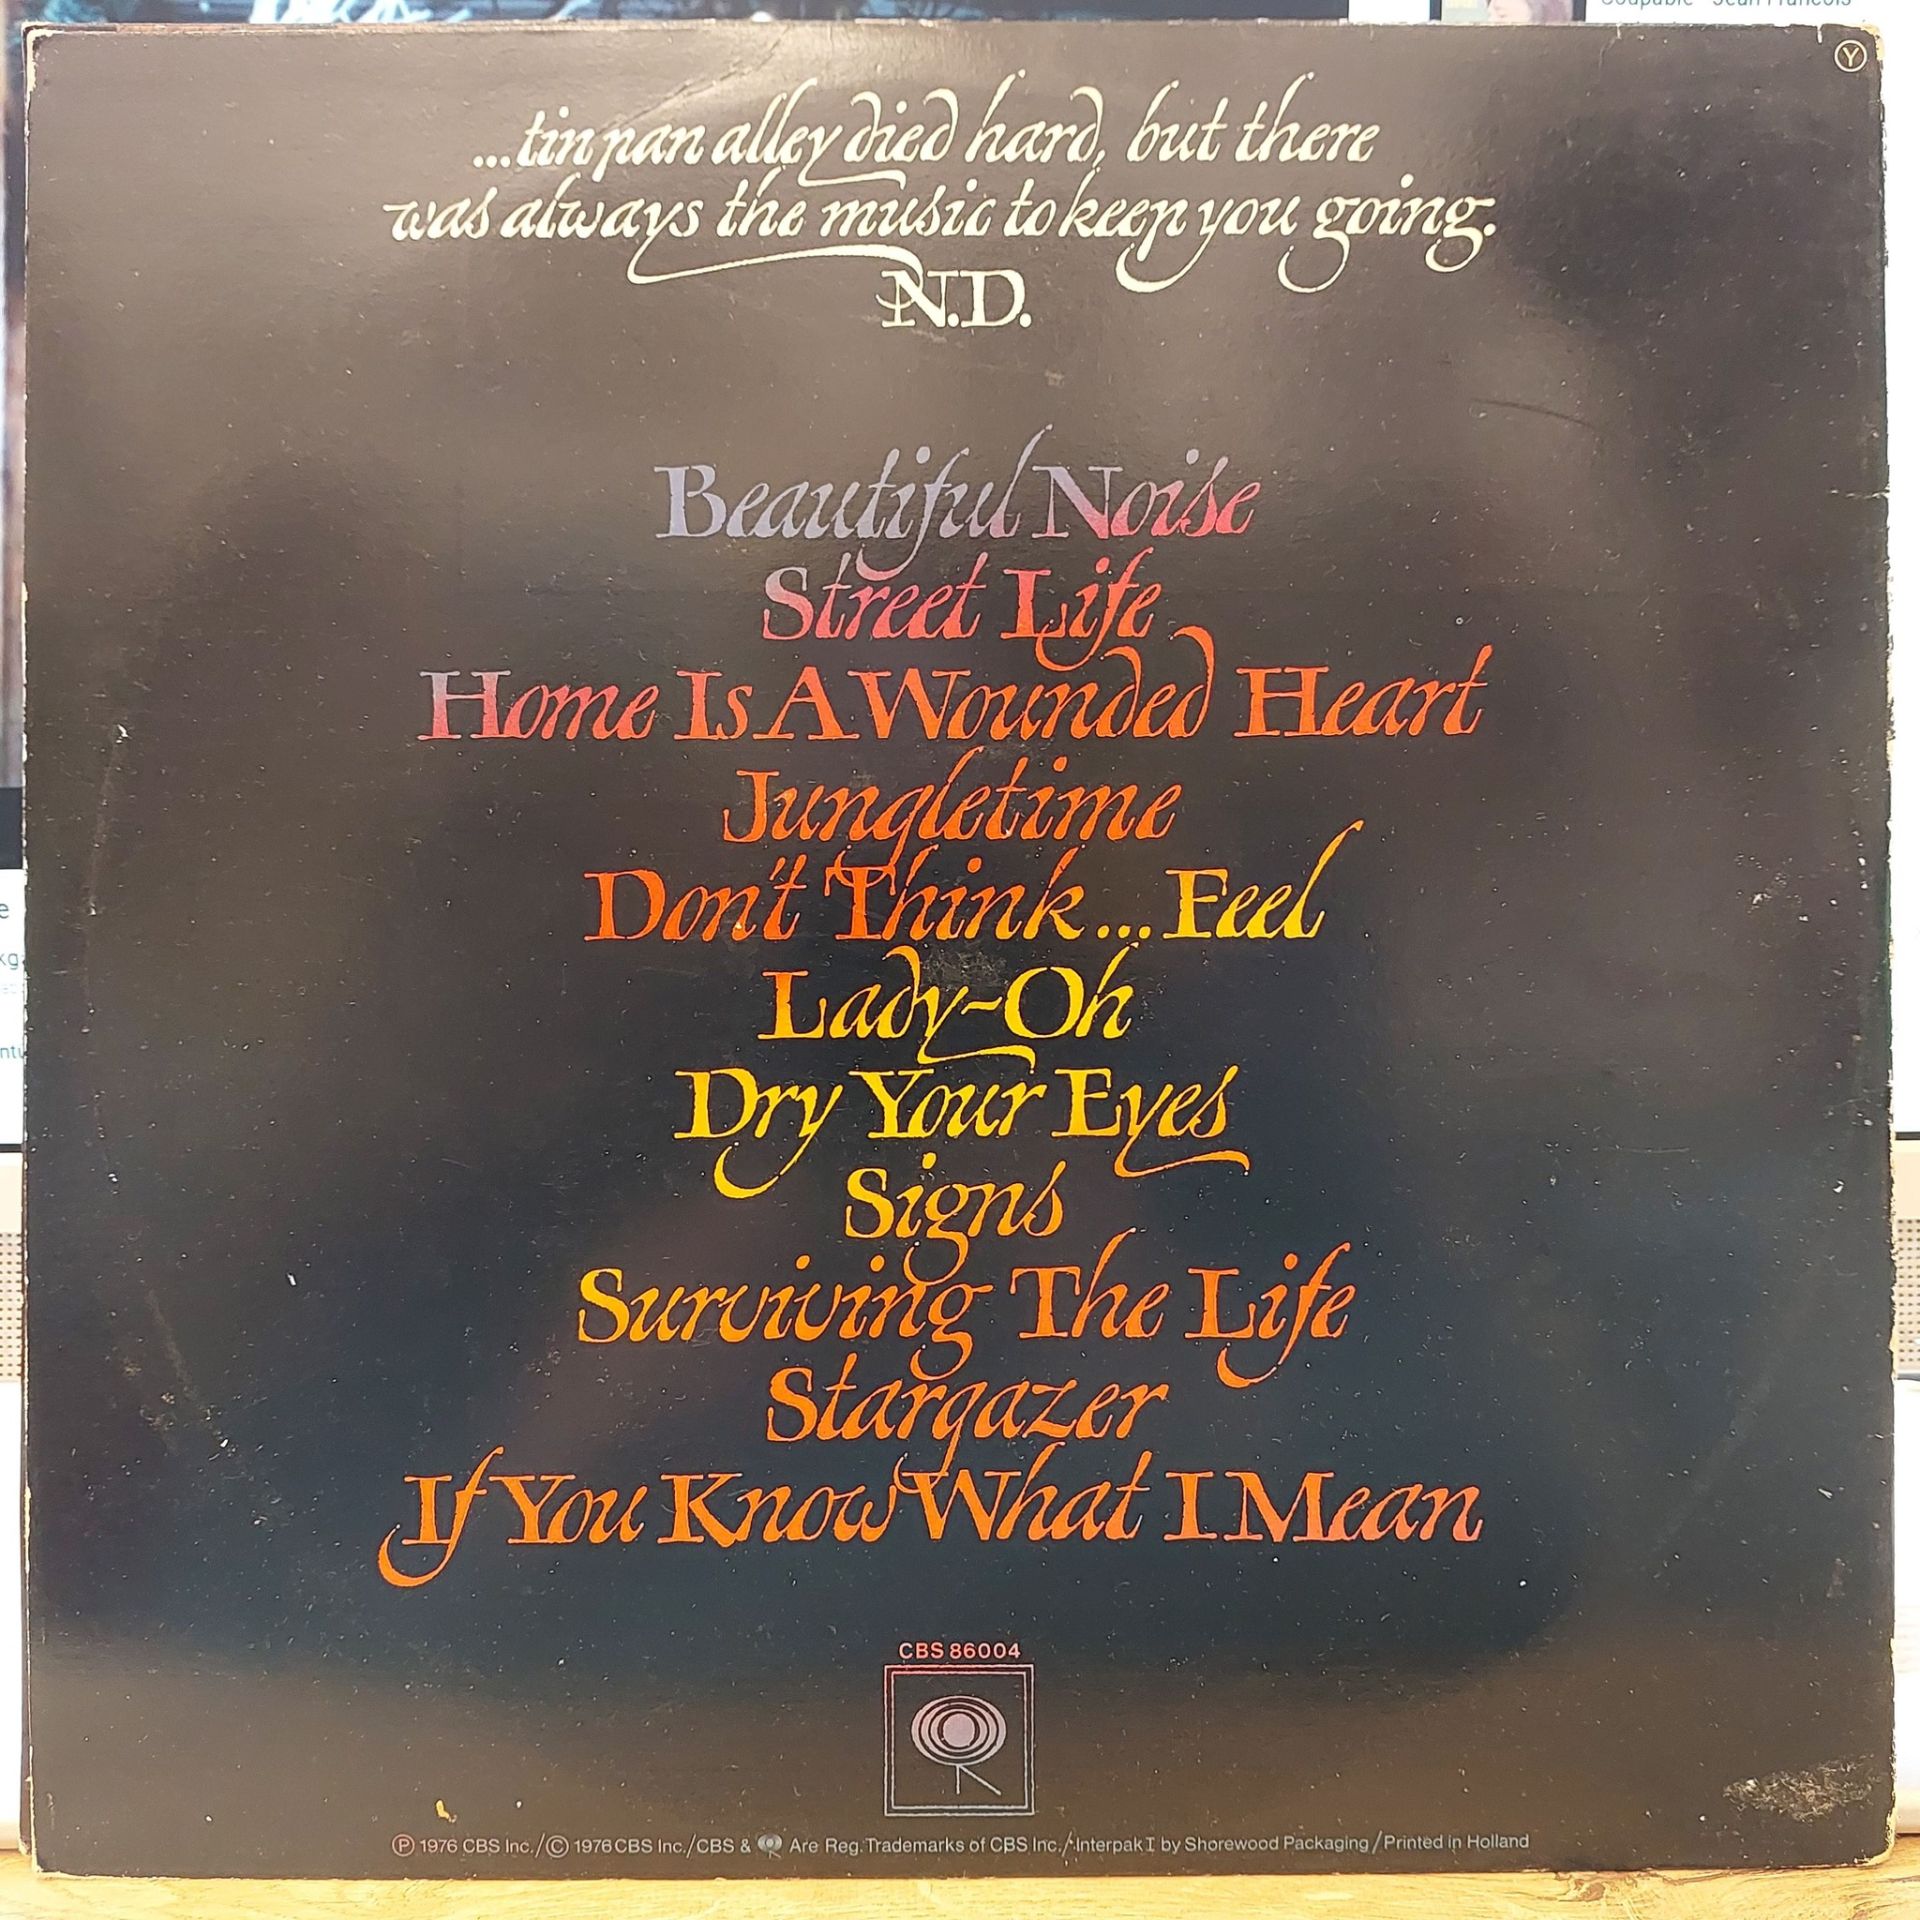 Coupable Jean Francois
Y
...tin pan alley died hard, but there
was always the music to keep you going.
N.D.
Beautiful Noise
Street Life
Home Is A Wounded Heart
Jungletime
Don't Think... Feel
Lady-Oh
Dry Your Eyes
Signs
Surviving The Life
Stargazer
If You Know What I Mean
CBS 86004
Ⓟ 1976 CBS Inc./© 1976 CBS Inc./CBS & Are Reg. Trademarks of CBS Inc./Interpak I by Shorewood Packaging/Printed in Holland